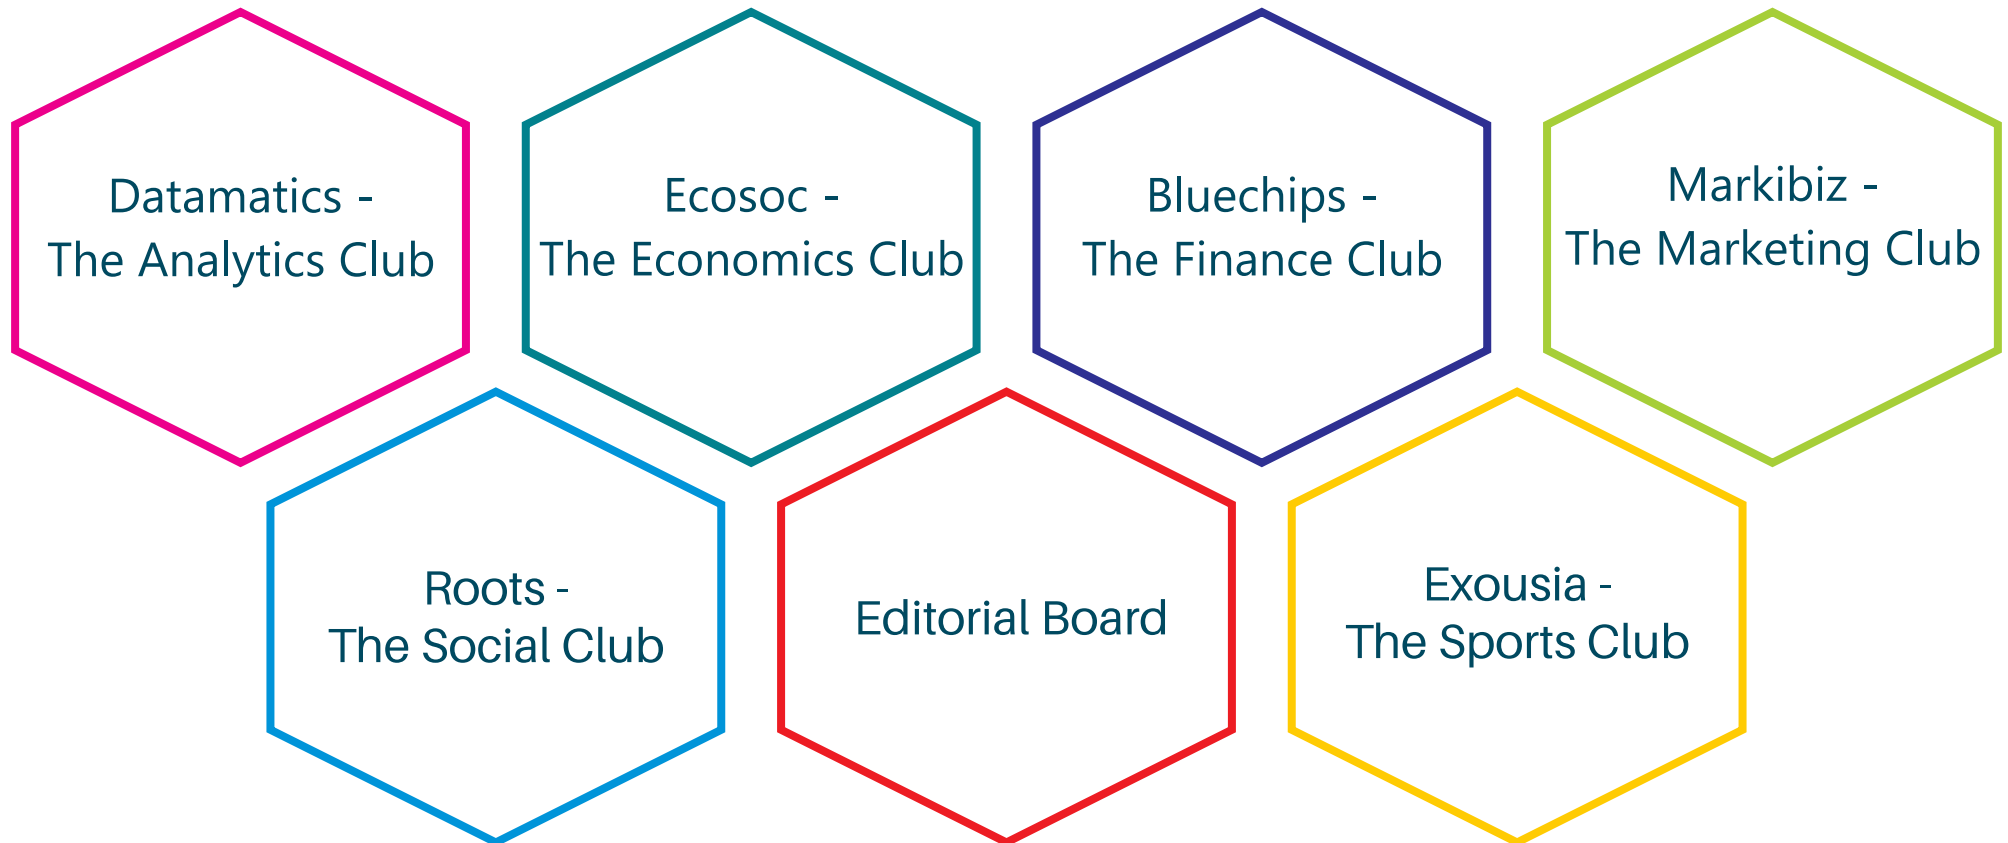 Datamatics -
The Analytics Club
Ecosoc -
The Economics Club
Bluechips -
The Finance Club
Markibiz -
The Marketing Club
Roots -
The Social Club
Editorial Board
Exousia -
The Sports Club